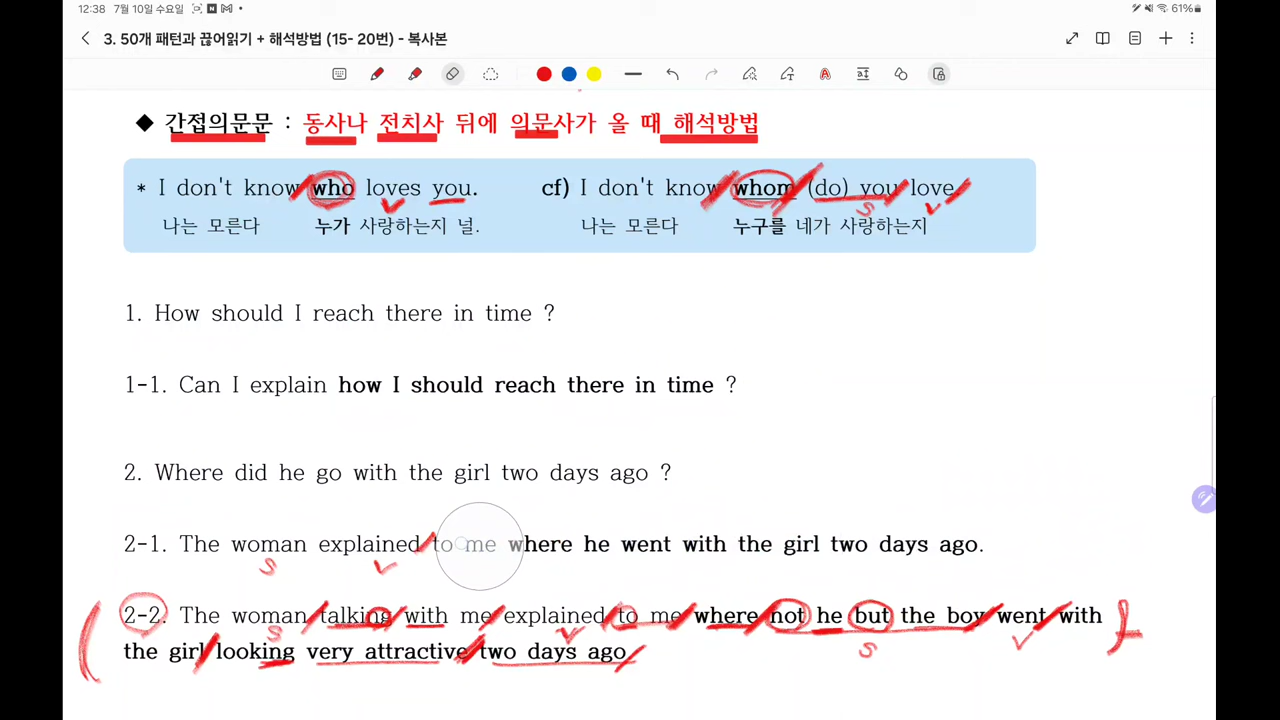 12:38 7월 10일 수요일 61%
3. 50개 패턴과 끊어읽기 + 해석방법 (15- 20번) - 복사본
◆ 간접의문문 : 동사나 전치사 뒤에 의문사가 올 때 해석방법
* I don't know who loves you. cf) I don't know whom (do) you love.
S
V V
나는 모른다 누가 사랑하는지 널. 나는 모른다 누구를 네가 사랑하는지
1. How should I reach there in time ?
1-1. Can I explain how I should reach there in time ?
2. Where did he go with the girl two days ago ?
2-1. The woman explained to me where he went with the girl two days ago.
S V
2-2. The woman talking with me explained to me where not he but the boy went with
S V S V
the girl looking very attractive two days ago.